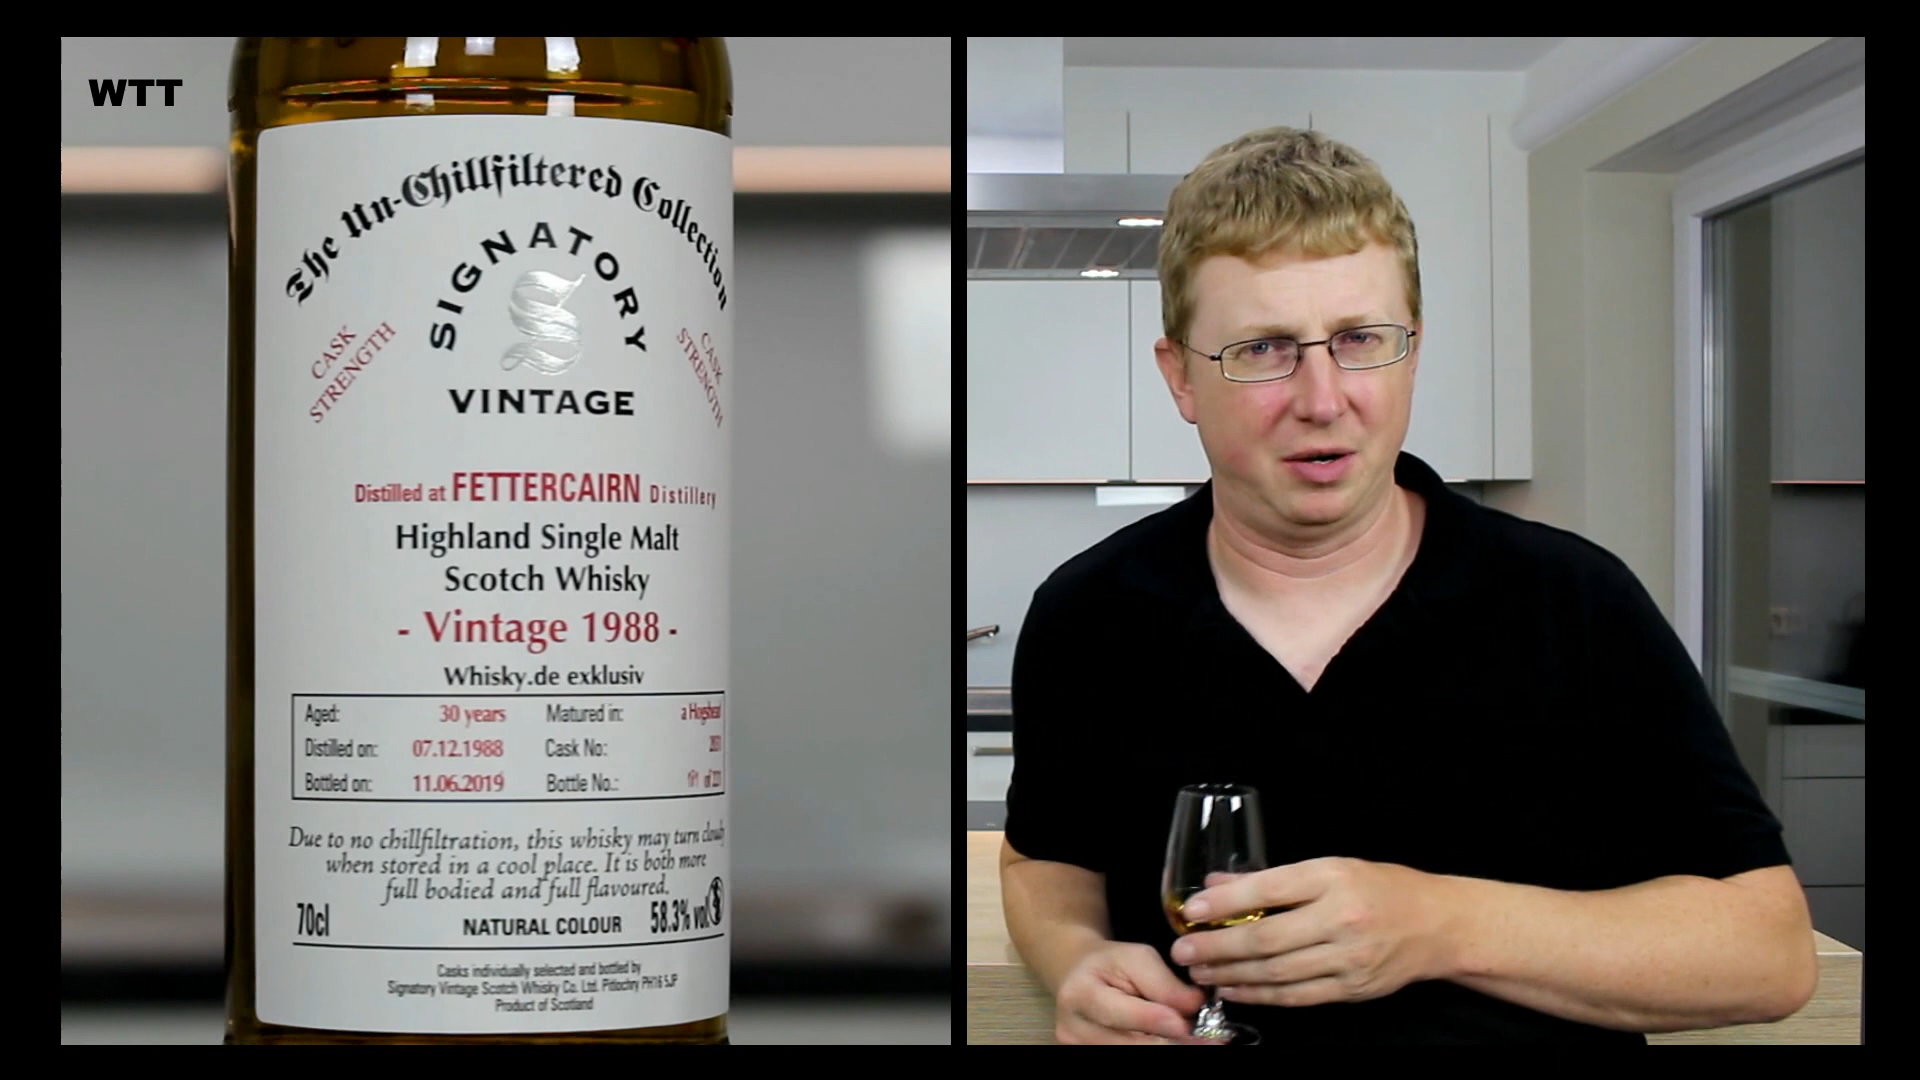 WTT
The Un-Chillfiltered Collection
SIGNATORY
VINTAGE
CASK STRENGTH
CASK STRENGTH
Distilled at FETTERCAIRN Distillery
Highland Single Malt
Scotch Whisky
- Vintage 1988 -
Whisky.de exklusiv
Aged: 30 years Matured in: a Hogshead
Distilled on: 07.12.1988 Cask No:
Bottled on: 11.06.2019 Bottle No.: of
Due to no chillfiltration, this whisky may turn cloudy
when stored in a cool place. It is both more
full bodied and full flavoured.
70cl NATURAL COLOUR 58.3% vol
Casks individually selected and bottled by
Signatory Vintage Scotch Whisky Co. Ltd. Pitlochry PH16 5JP
Product of Scotland